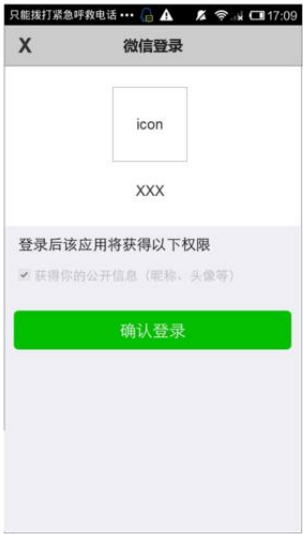 只能拨打紧急呼救电话 ••• 17:09
X 微信登录
icon
XXX
登录后该应用将获得以下权限
获得你的公开信息（昵称、头像等）
确认登录